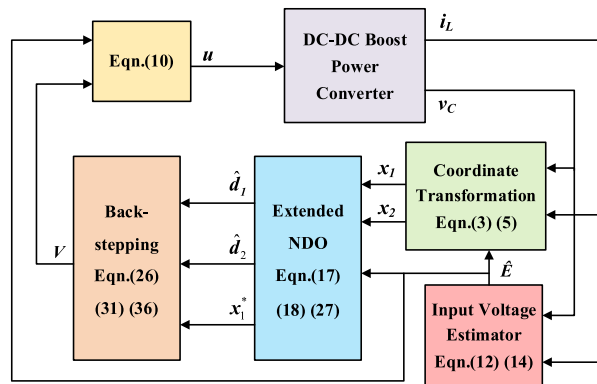 Eqn.(10)
u
DC-DC Boost
Power
Converter
i_L
v_C
V
Back-
stepping
Eqn.(26)
(31) (36)
d̂_1
d̂_2
x_1^*
Extended
NDO
Eqn.(17)
(18) (27)
x_1
x_2
Coordinate
Transformation
Eqn.(3) (5)
Ê
Input Voltage
Estimator
Eqn.(12) (14)